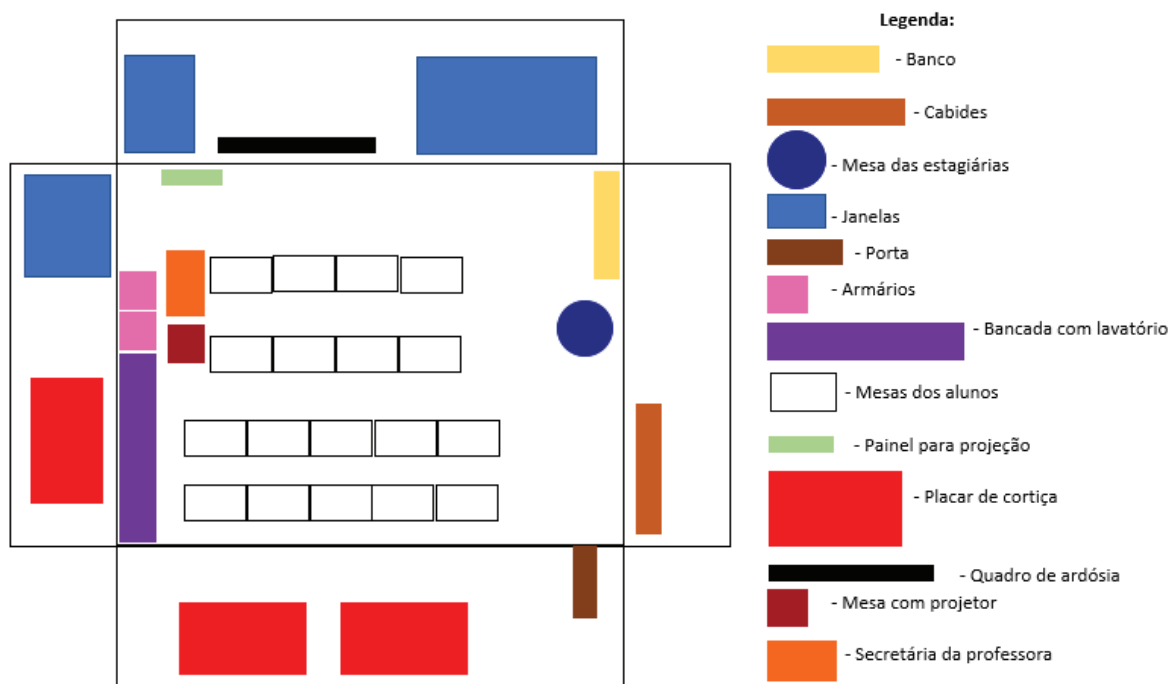 Legenda:
- Banco
- Cabides
- Mesa das estagiárias
- Janelas
- Porta
- Armários
- Bancada com lavatório
- Mesas dos alunos
- Painel para projeção
- Placar de cortiça
- Quadro de ardósia
- Mesa com projetor
- Secretária da professora